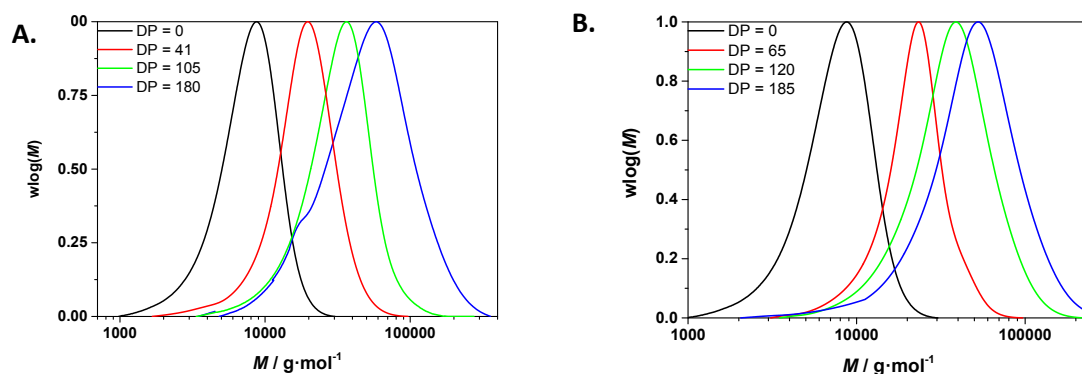 A.
DP = 0
DP = 41
DP = 105
DP = 180
00
0.75
0.50
0.25
0.00
wlog(M)
1000 10000 100000
M / g·mol⁻¹
B.
DP = 0
DP = 65
DP = 120
DP = 185
1.0
0.8
0.6
0.4
0.2
0.0
wlog(M)
1000 10000 100000
M / g·mol⁻¹